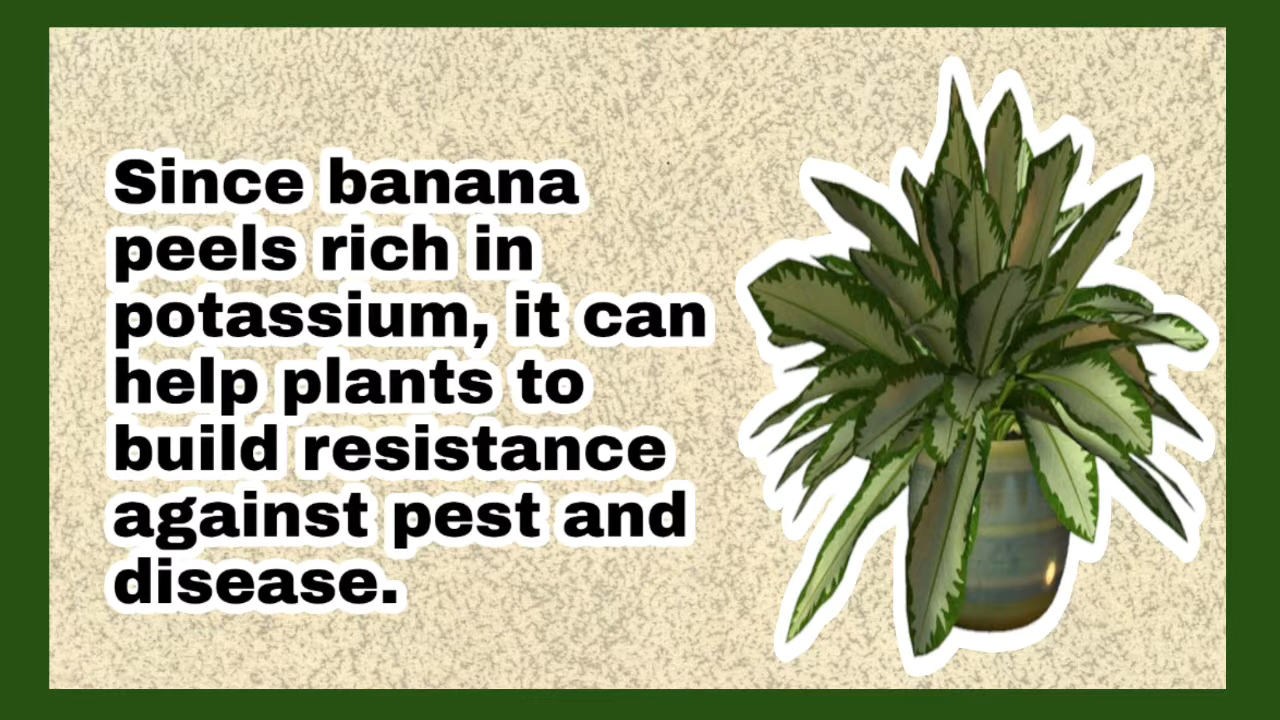 Since banana
peels rich in
potassium, it can
help plants to
build resistance
against pest and
disease.